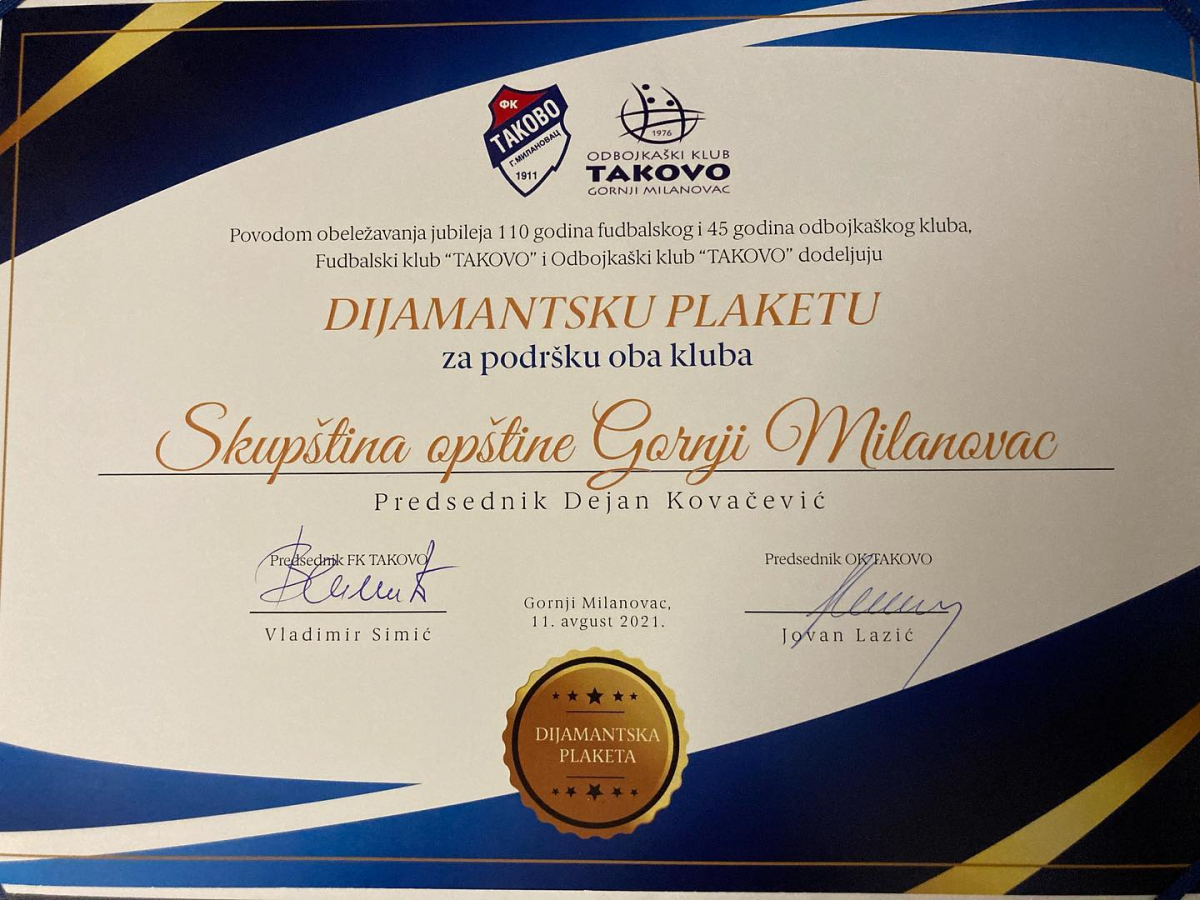 ФК
ТАКОВО
Г. МИЛАНОВАЦ
1911
1976
ODBOJKAŠKI KLUB
TAKOVO
GORNJI MILANOVAC
Povodom obeležavanja jubileja 110 godina fudbalskog i 45 godina odbojkaškog kluba,
Fudbalski klub “TAKOVO” i Odbojkaški klub “TAKOVO” dodeljuju
DIJAMANTSKU PLAKETU
za podršku oba kluba
Skupština opštine Gornji Milanovac
Predsednik Dejan Kovačević
Predsednik FK TAKOVO
Vladimir Simić
Gornji Milanovac,
11. avgust 2021.
Predsednik OK TAKOVO
Jovan Lazić
DIJAMANTSKA
PLAKETA